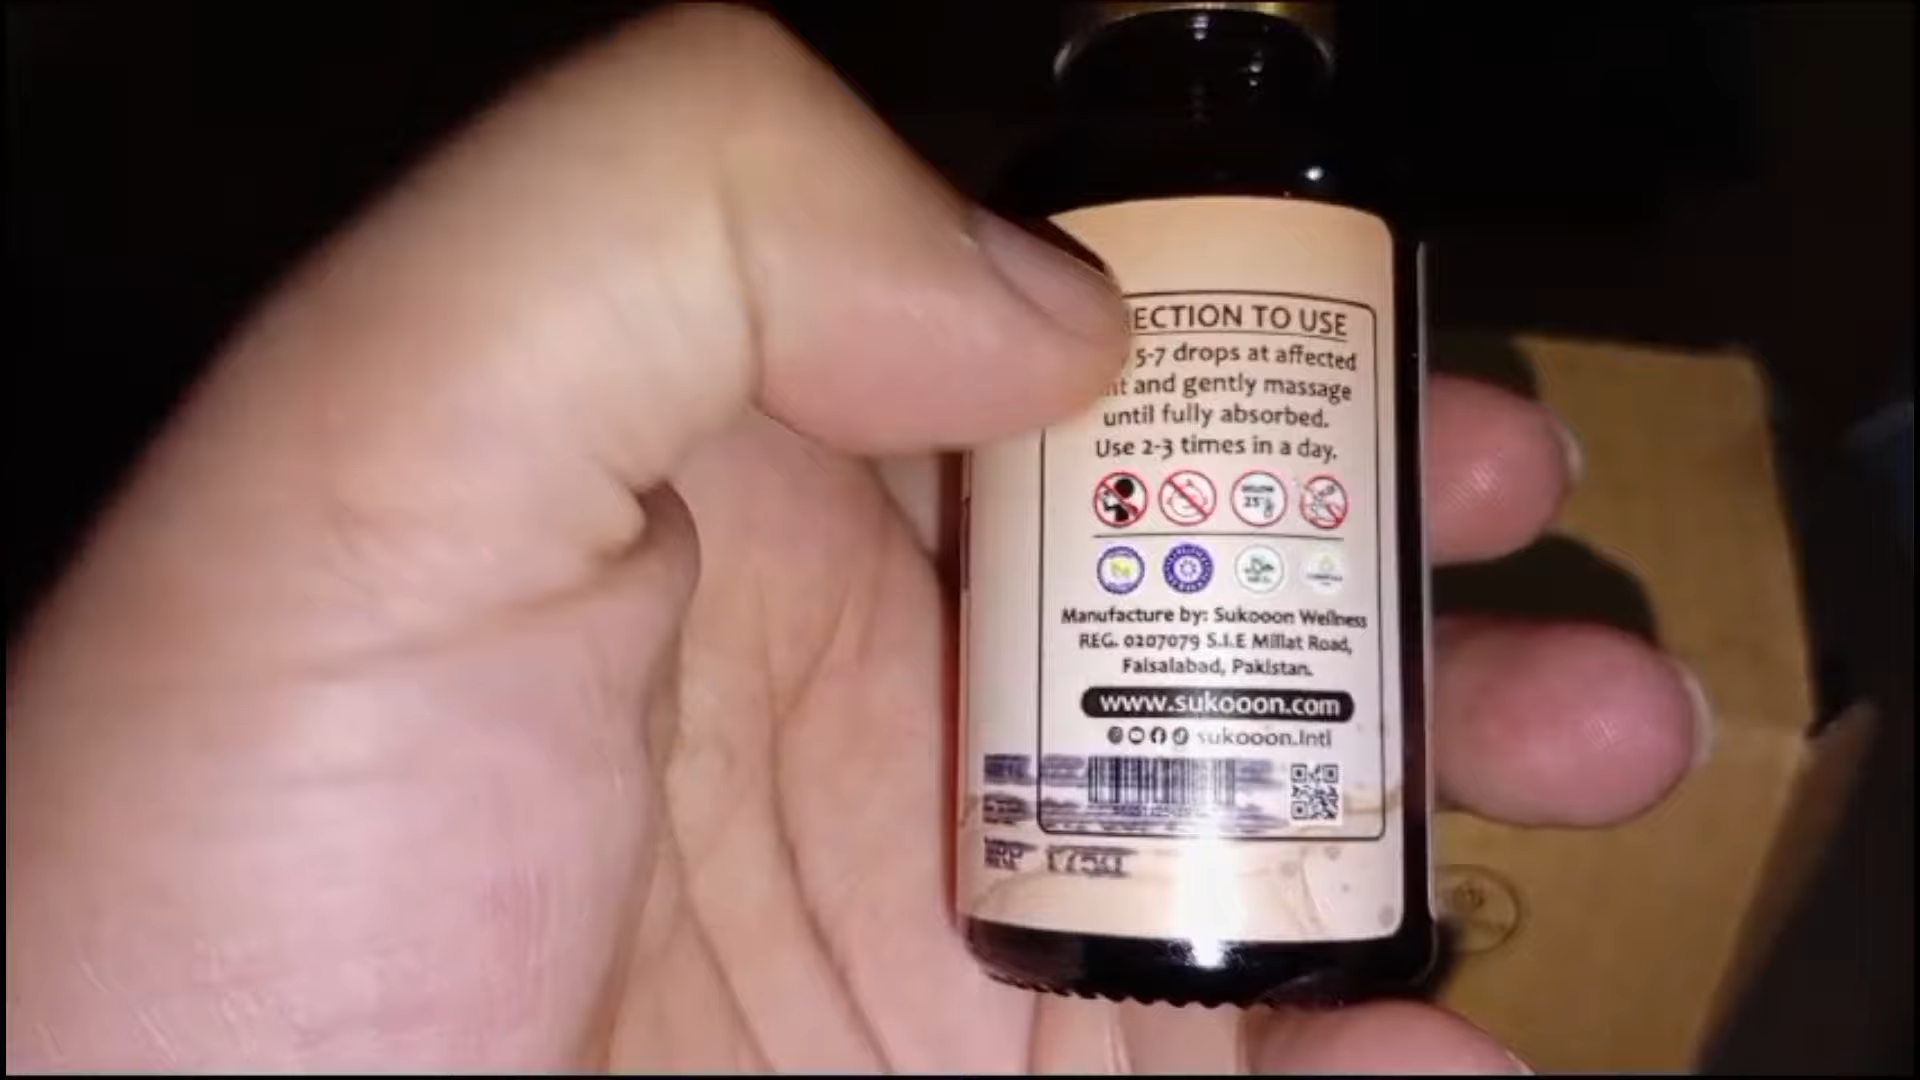 ECTION TO USE
5-7 drops at affected
and gently massage
until fully absorbed.
Use 2-3 times in a day.
25°
Manufacture by: Sukooon Wellness
REG. 0207079 S.I.E Millat Road,
Faisalabad, Pakistan.
www.sukooon.com
sukooon.intl